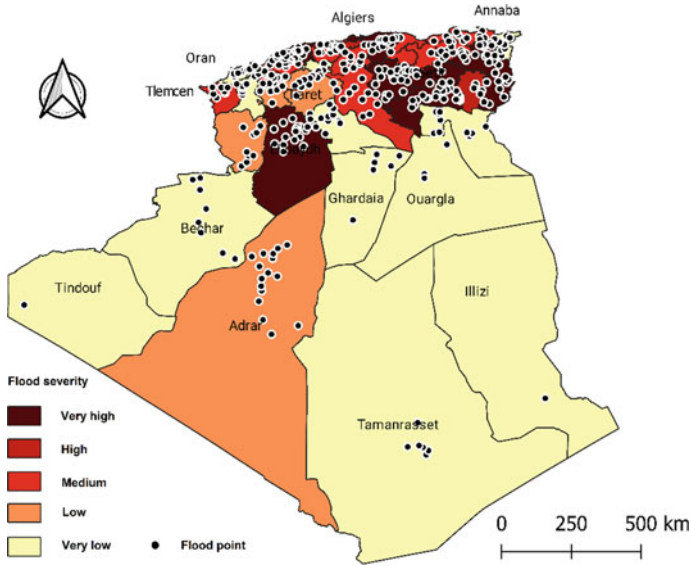 Algiers
Annaba
Oran
Tlemcen
Tiaret
Ghardaia
Ouargla
Bechar
Tindouf
Illizi
Adrar
Tamanrasset
Flood severity
Very high
High
Medium
Low
Very low
Flood point
0 250 500 km